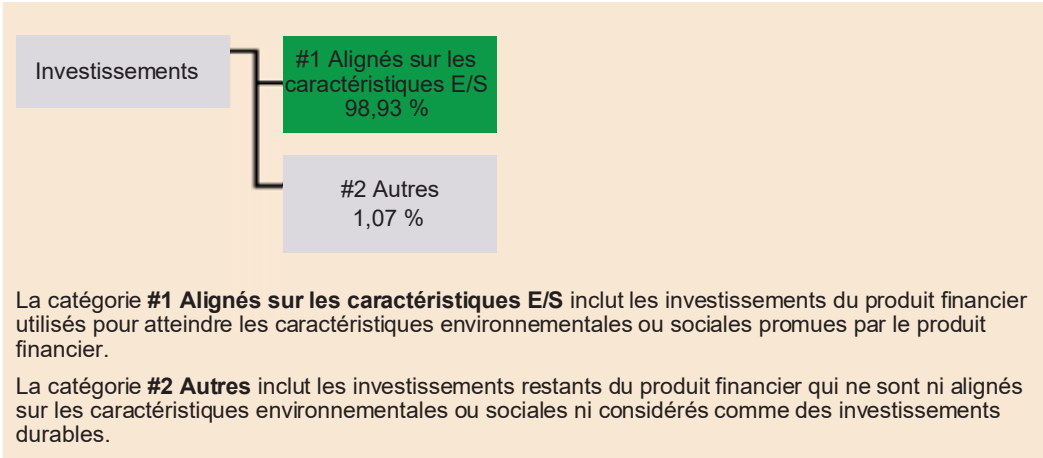 Investissements
#1 Alignés sur les
caractéristiques E/S
98,93 %
#2 Autres
1,07 %
La catégorie #1 Alignés sur les caractéristiques E/S inclut les investissements du produit financier
utilisés pour atteindre les caractéristiques environnementales ou sociales promues par le produit
financier.
La catégorie #2 Autres inclut les investissements restants du produit financier qui ne sont ni alignés
sur les caractéristiques environnementales ou sociales ni considérés comme des investissements
durables.